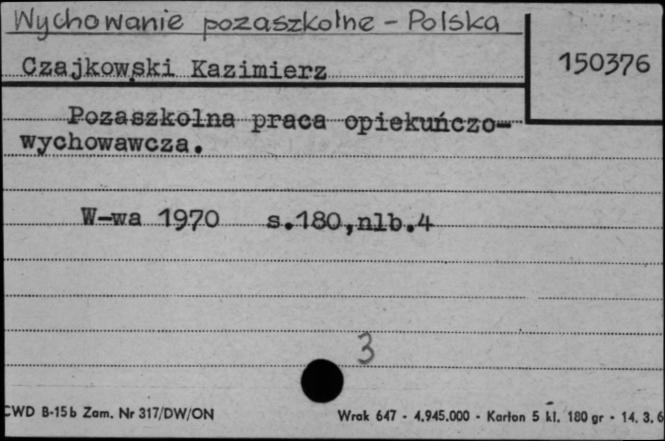 Wychowanie pozaszkolne - Polska
Czajkowski Kazimierz
150376
Pozaszkolna praca opiekuńczo-
wychowawcza.
W-wa 1970 s.180,nlb.4
3
CWD B-15b Zam. Nr 317/DW/ON
Wrak 647 - 4.945.000 - Karton 5 kl. 180 gr - 14. 3. 6